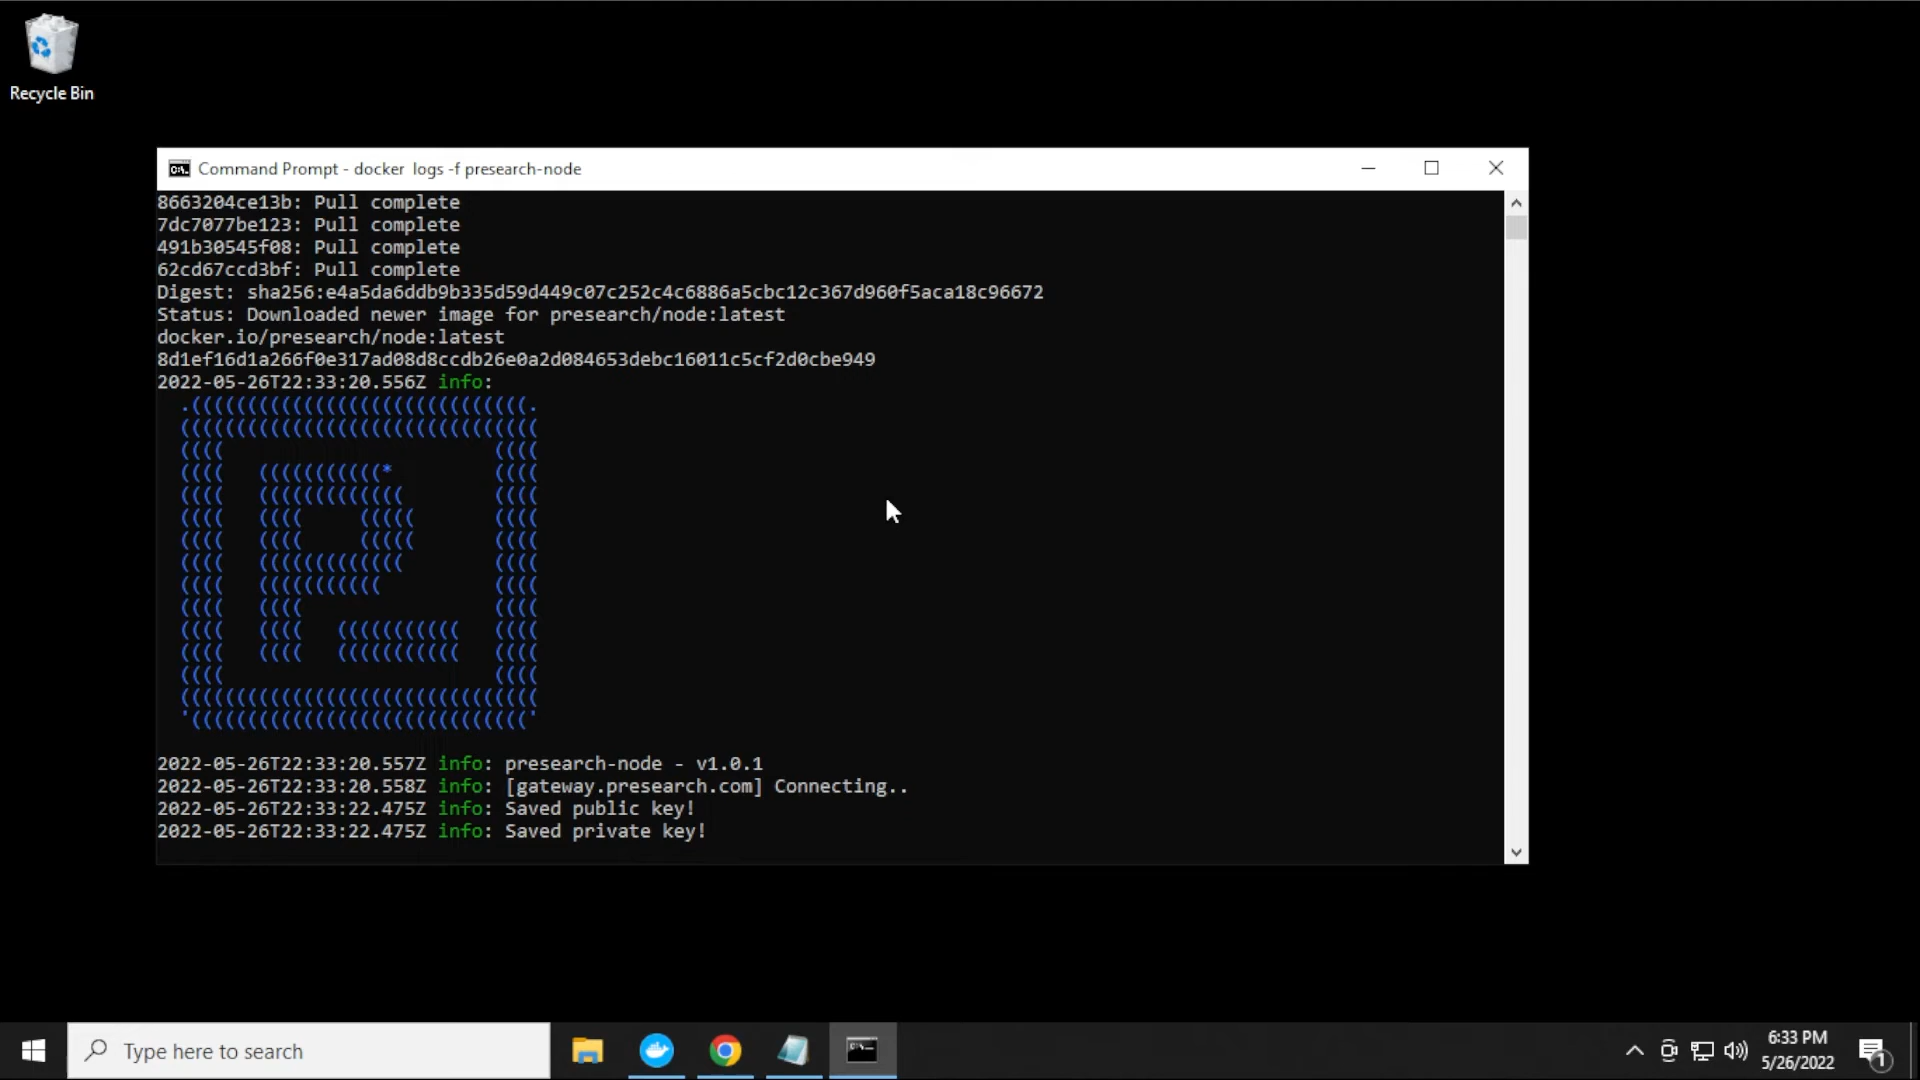 Recycle Bin
Command Prompt - docker  logs -f presearch-node
8663204ce13b: Pull complete
7dc7077be123: Pull complete
491b30545f08: Pull complete
62cd67ccd3bf: Pull complete
Digest: sha256:e4a5da6ddb9b335d59d449c07c252c4c6886a5cbc12c367d960f5aca18c96672
Status: Downloaded newer image for presearch/node:latest
docker.io/presearch/node:latest
8d1ef16d1a266f0e317ad08d8ccdb26e0a2d084653debc16011c5cf2d0cbe949
2022-05-26T22:33:20.556Z info:
2022-05-26T22:33:20.557Z info: presearch-node - v1.0.1
2022-05-26T22:33:20.558Z info: [gateway.presearch.com] Connecting..
2022-05-26T22:33:22.475Z info: Saved public key!
2022-05-26T22:33:22.475Z info: Saved private key!
Type here to search
6:33 PM
5/26/2022
1